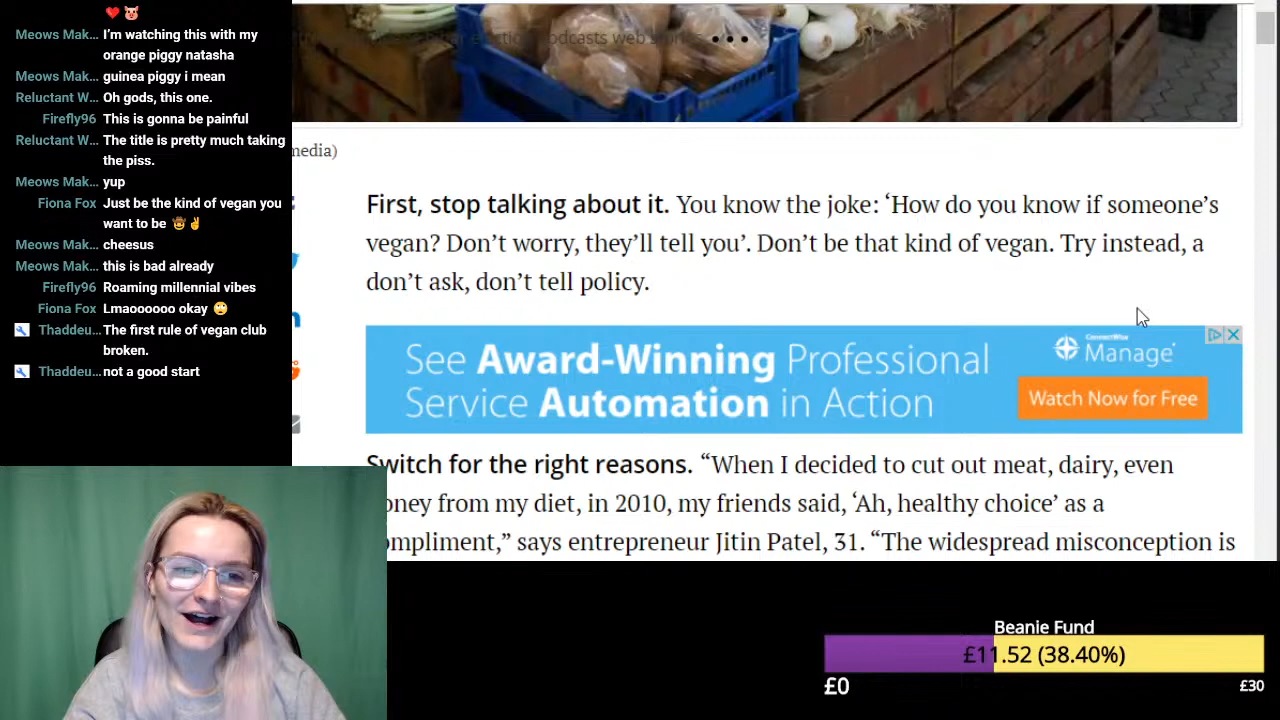 Meows Mak... I'm watching this with my
orange piggy natasha
Meows Mak... guinea piggy i mean
Reluctant W... Oh gods, this one.
Firefly96 This is gonna be painful
Reluctant W... The title is pretty much taking
the piss.
Meows Mak... yup
Fiona Fox Just be the kind of vegan you
want to be 🤠✌️
Meows Mak... cheesus
Meows Mak... this is bad already
Firefly96 Roaming millennial vibes
Fiona Fox Lmaoooooo okay 🙄
Thaddeu... The first rule of vegan club
broken.
Thaddeu... not a good start
podcasts web stories
media)
First, stop talking about it. You know the joke: ‘How do you know if someone’s
vegan? Don’t worry, they’ll tell you’. Don’t be that kind of vegan. Try instead, a
don’t ask, don’t tell policy.
See Award-Winning Professional
Service Automation in Action
ConnectWise
Manage
Watch Now for Free
Switch for the right reasons. “When I decided to cut out meat, dairy, even
oney from my diet, in 2010, my friends said, ‘Ah, healthy choice’ as a
ompliment,” says entrepreneur Jitin Patel, 31. “The widespread misconception is
Beanie Fund
£11.52 (38.40%)
£0
£30